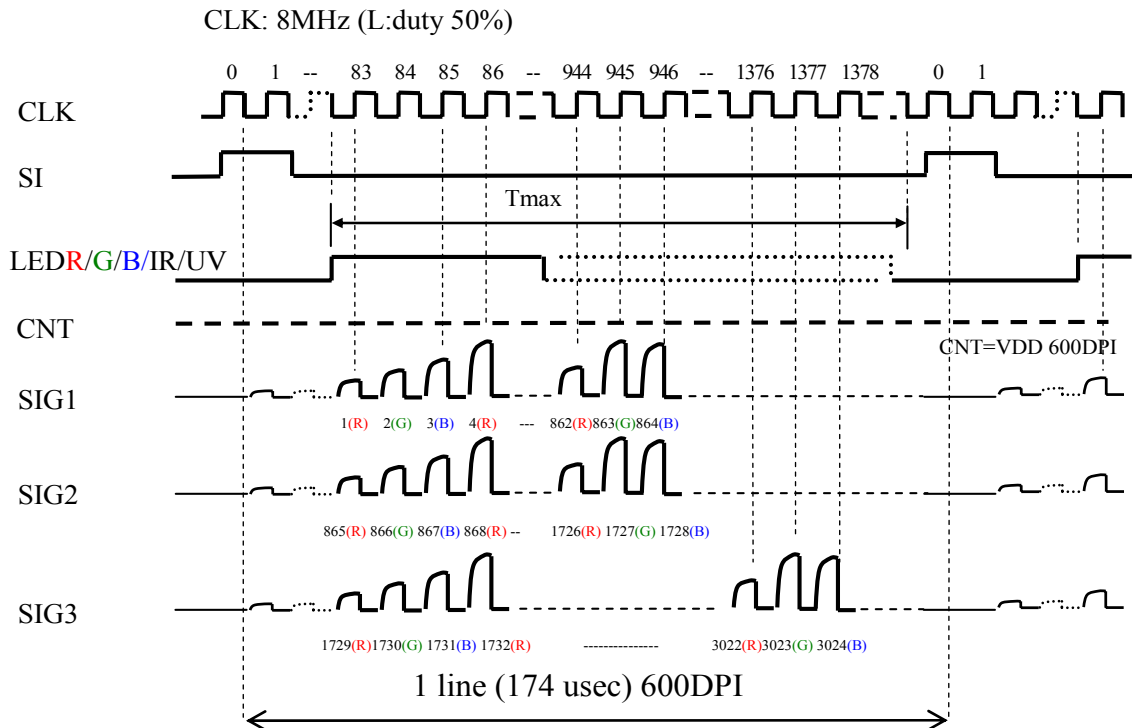 CLK: 8MHz (L:duty 50%)
0 1 -- 83 84 85 86 -- 944 945 946 -- 1376 1377 1378 0 1
CLK
SI
Tmax
LEDR/G/B/IR/UV
CNT
CNT=VDD 600DPI
SIG1
1(R) 2(G) 3(B) 4(R) --- 862(R) 863(G) 864(B)
SIG2
865(R) 866(G) 867(B) 868(R) -- 1726(R) 1727(G) 1728(B)
SIG3
1729(R) 1730(G) 1731(B) 1732(R) --------------- 3022(R) 3023(G) 3024(B)
1 line (174 usec) 600DPI